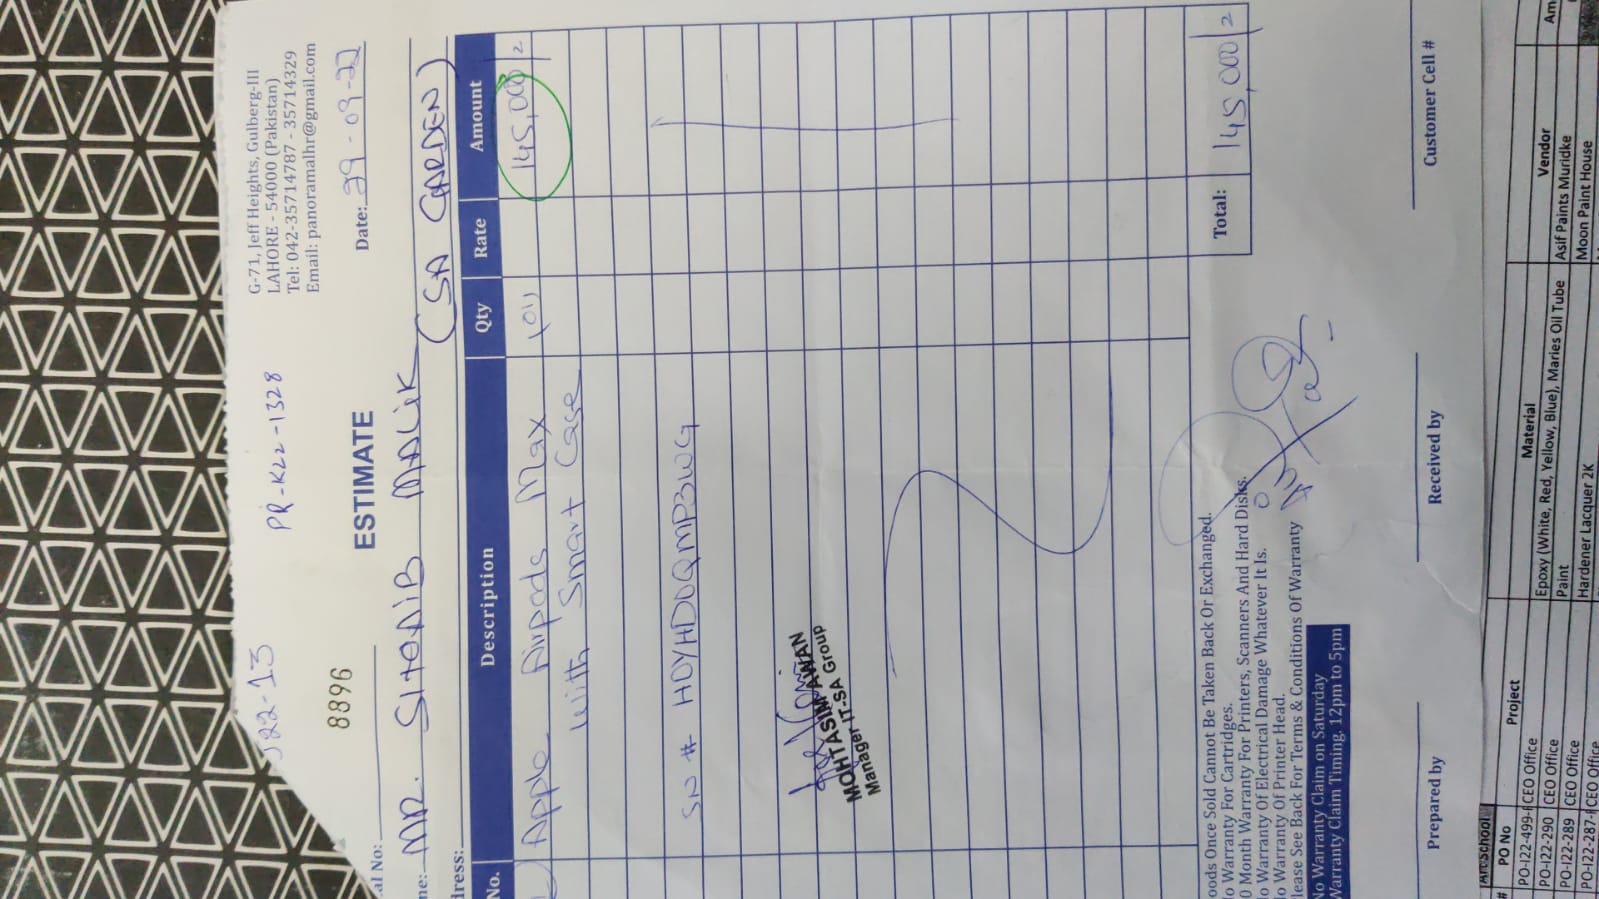 J22-13
PR-K22-1328
G-71, Jeff Heights, Gulberg-III
LAHORE - 54000 (Pakistan)
Tel: 042-35714787 - 35714329
Email: panoramalhr@gmail.com
8896
al No:
ESTIMATE
Date: 29-09-22
me: MR. SHOAIB MALIK
(SA GARDEN)
dress:
No. Description Qty Rate Amount
Apple Airpods Max (01) 145,000/=
with Smart Case
SN # H0YHD0QMP3WG
MOHTASIM AWAN
Manager IT-SA Group
oods Once Sold Cannot Be Taken Back Or Exchanged.
o Warranty For Cartridges.
0 Month Warranty For Printers, Scanners And Hard Disks.
o Warranty Of Electrical Damage Whatever It Is.
o Warranty Of Printer Head.
lease See Back For Terms & Conditions Of Warranty
No Warranty Claim on Saturday
Warranty Claim Timing. 12pm to 5pm
Total: 145,000/=
Prepared by Received by Customer Cell #
Art School
# PO No Project Material Vendor Am
PO-I22-499- CEO Office Epoxy (White, Red, Yellow, Blue), Maries Oil Tube Asif Paints Muridke
PO-I22-290 CEO Office Paint Moon Paint House
PO-I22-289 CEO Office Hardener Lacquer 2K
PO-I22-287- CEO Office